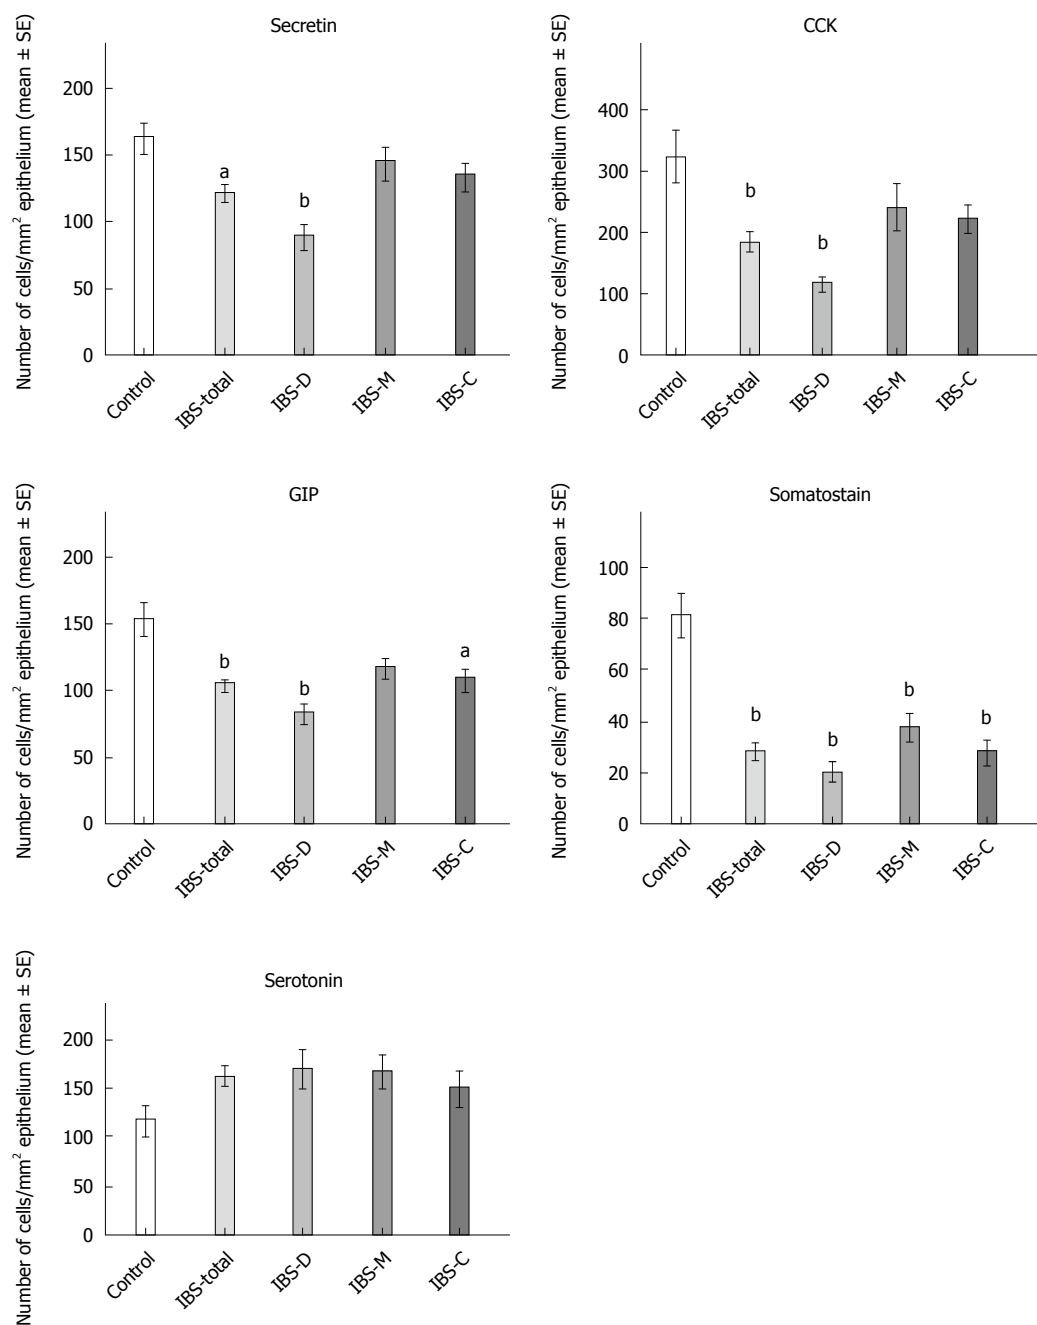 Secretin
Number of cells/mm² epithelium (mean ± SE)
200
150
100
50
0
a
b
Control
IBS-total
IBS-D
IBS-M
IBS-C
CCK
Number of cells/mm² epithelium (mean ± SE)
400
300
200
100
0
b
b
Control
IBS-total
IBS-D
IBS-M
IBS-C
GIP
Number of cells/mm² epithelium (mean ± SE)
200
150
100
50
0
b
b
a
Control
IBS-total
IBS-D
IBS-M
IBS-C
Somatostain
Number of cells/mm² epithelium (mean ± SE)
100
80
60
40
20
0
b
b
b
b
Control
IBS-total
IBS-D
IBS-M
IBS-C
Serotonin
Number of cells/mm² epithelium (mean ± SE)
200
150
100
50
0
Control
IBS-total
IBS-D
IBS-M
IBS-C